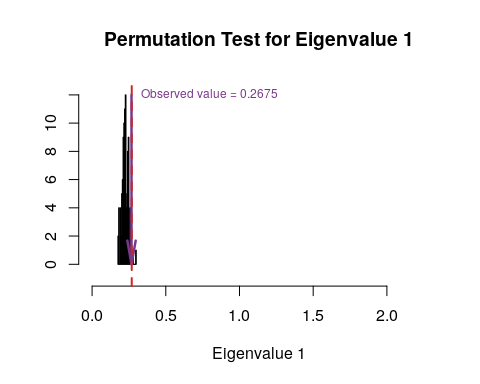 Permutation Test for Eigenvalue 1
Observed value = 0.2675
10
8
6
4
2
0
0.0 0.5 1.0 1.5 2.0
Eigenvalue 1